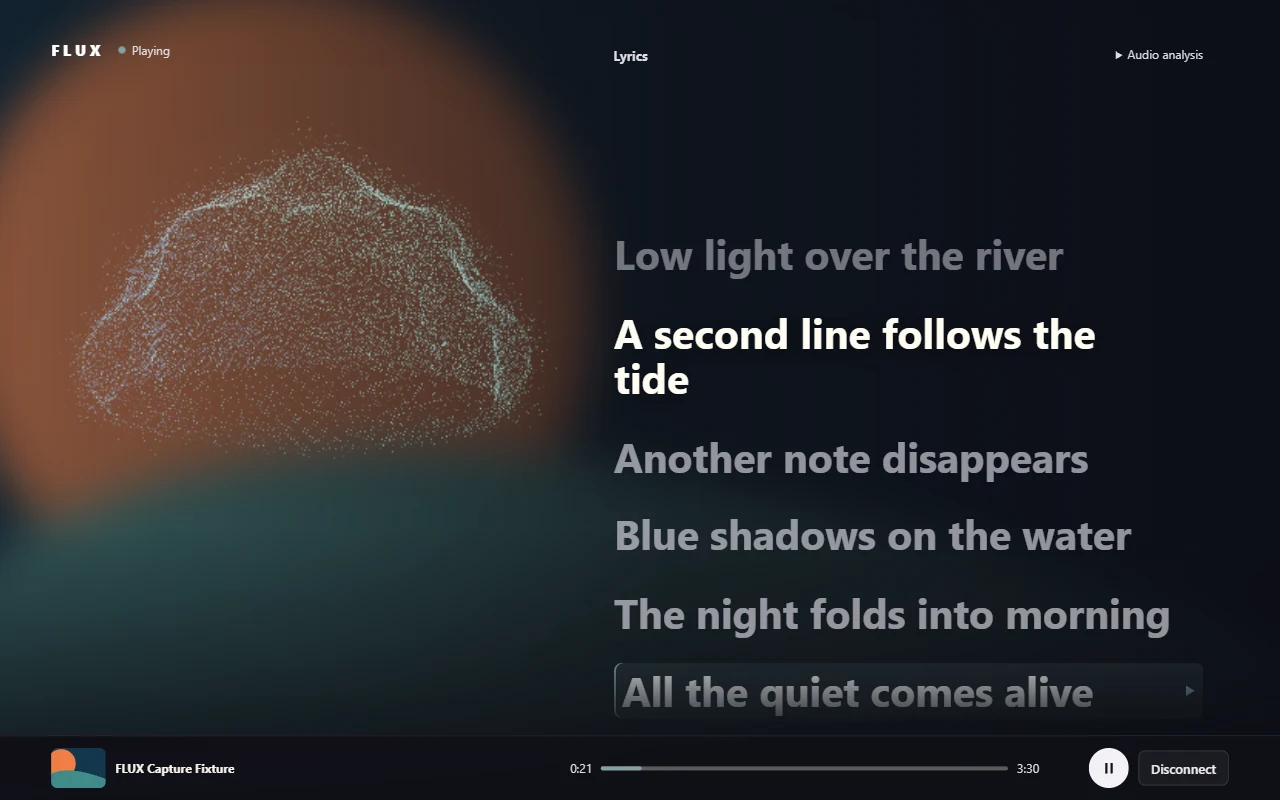 FLUX
Playing
Lyrics
Audio analysis
Low light over the river
A second line follows the
tide
Another note disappears
Blue shadows on the water
The night folds into morning
All the quiet comes alive
FLUX Capture Fixture
0:21
3:30
Disconnect